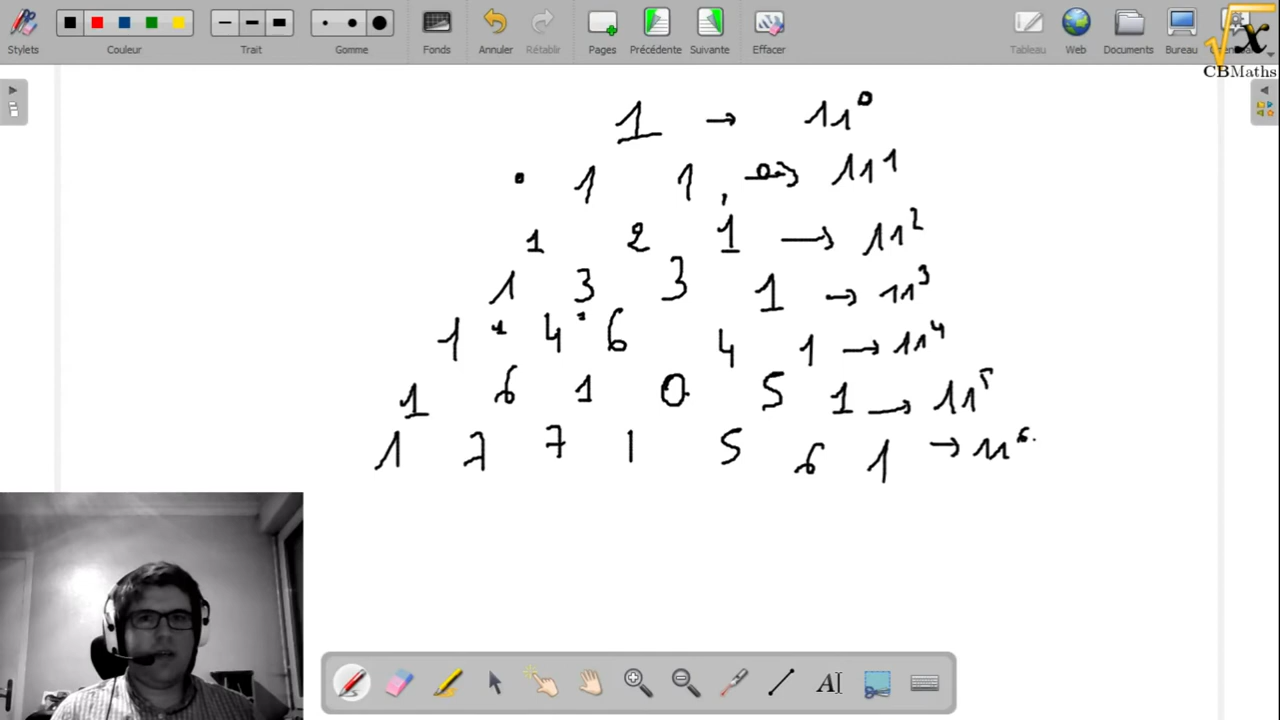 Stylets Couleur Trait Gomme Fonds Annuler Rétablir Pages Précédente Suivante Effacer Tableau Web Documents Bureau
√x
CBMaths
1 → 11⁰
1 1 → 11¹
1 2 1 → 11²
1 3 3 1 → 11³
1 4 6 4 1 → 11⁴
1 6 1 0 5 1 → 11⁵
1 7 7 1 5 6 1 → 11⁶
AI